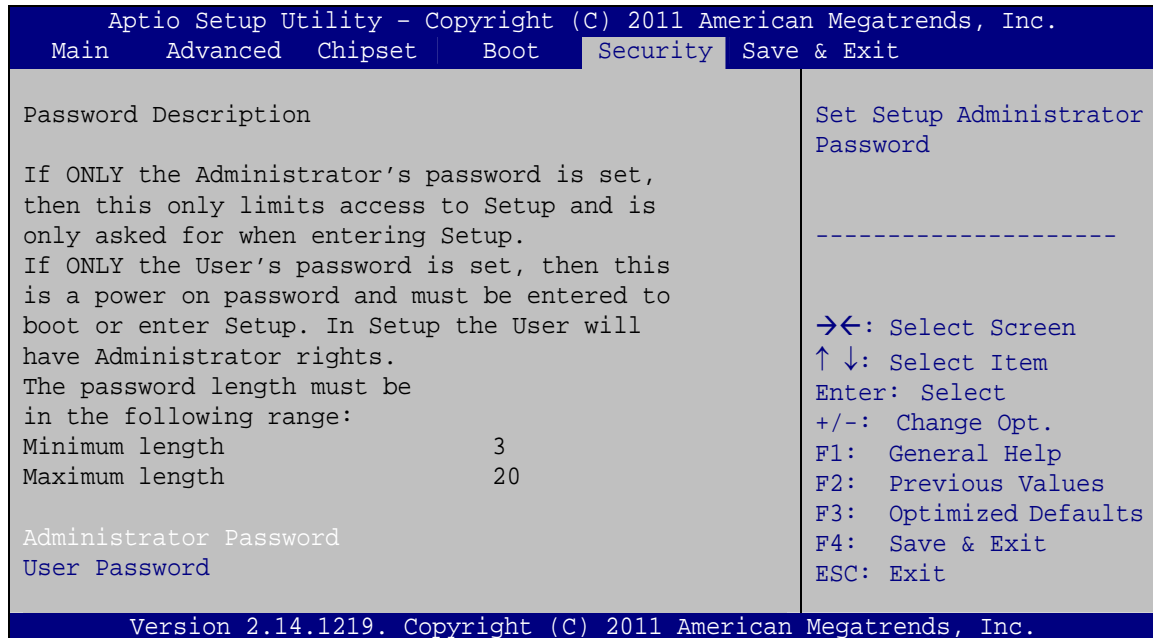 Aptio Setup Utility – Copyright (C) 2011 American Megatrends, Inc.
Main Advanced Chipset Boot Security Save & Exit
Password Description
If ONLY the Administrator’s password is set,
then this only limits access to Setup and is
only asked for when entering Setup.
If ONLY the User’s password is set, then this
is a power on password and must be entered to
boot or enter Setup. In Setup the User will
have Administrator rights.
The password length must be
in the following range:
Minimum length 3
Maximum length 20
Administrator Password
User Password
Set Setup Administrator
Password
---------------------
→←: Select Screen
↑ ↓: Select Item
Enter: Select
+/-: Change Opt.
F1: General Help
F2: Previous Values
F3: Optimized Defaults
F4: Save & Exit
ESC: Exit
Version 2.14.1219. Copyright (C) 2011 American Megatrends, Inc.